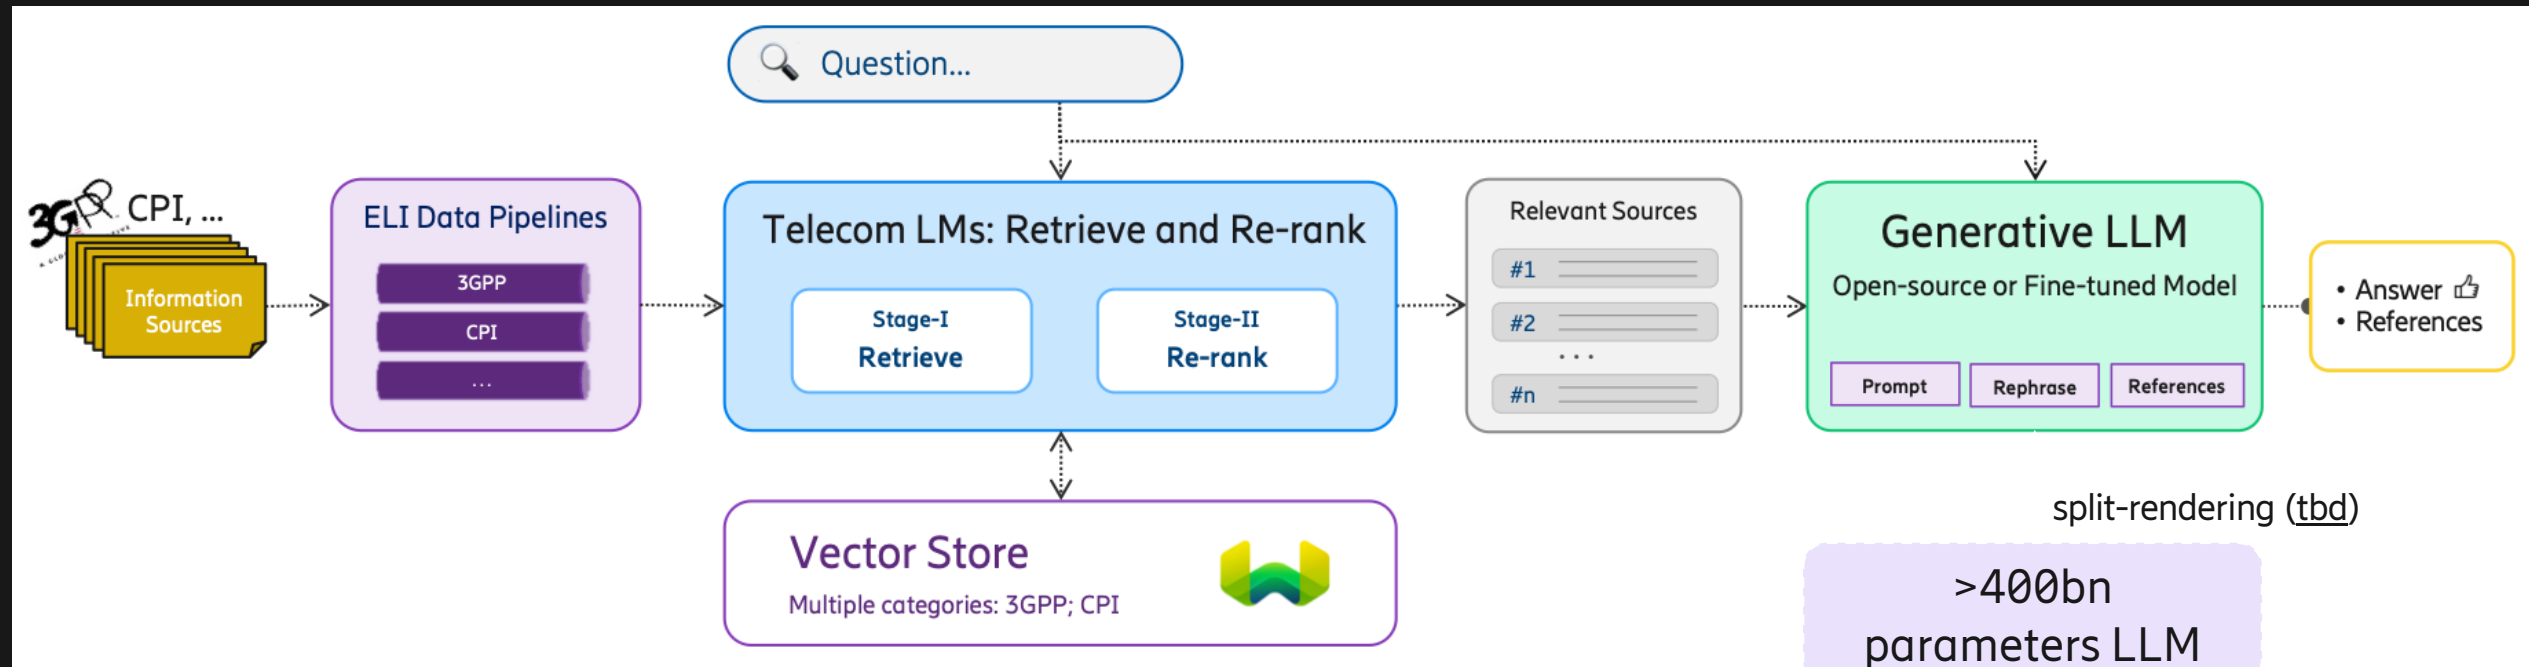 Question...
3GPP
CPI, ...
Information
Sources
ELI Data Pipelines
3GPP
CPI
...
Telecom LMs: Retrieve and Re-rank
Stage-I
Retrieve
Stage-II
Re-rank
Relevant Sources
#1
#2
...
#n
Generative LLM
Open-source or Fine-tuned Model
Prompt
Rephrase
References
• Answer
• References
Vector Store
Multiple categories: 3GPP; CPI
split-rendering (tbd)
>400bn
parameters LLM